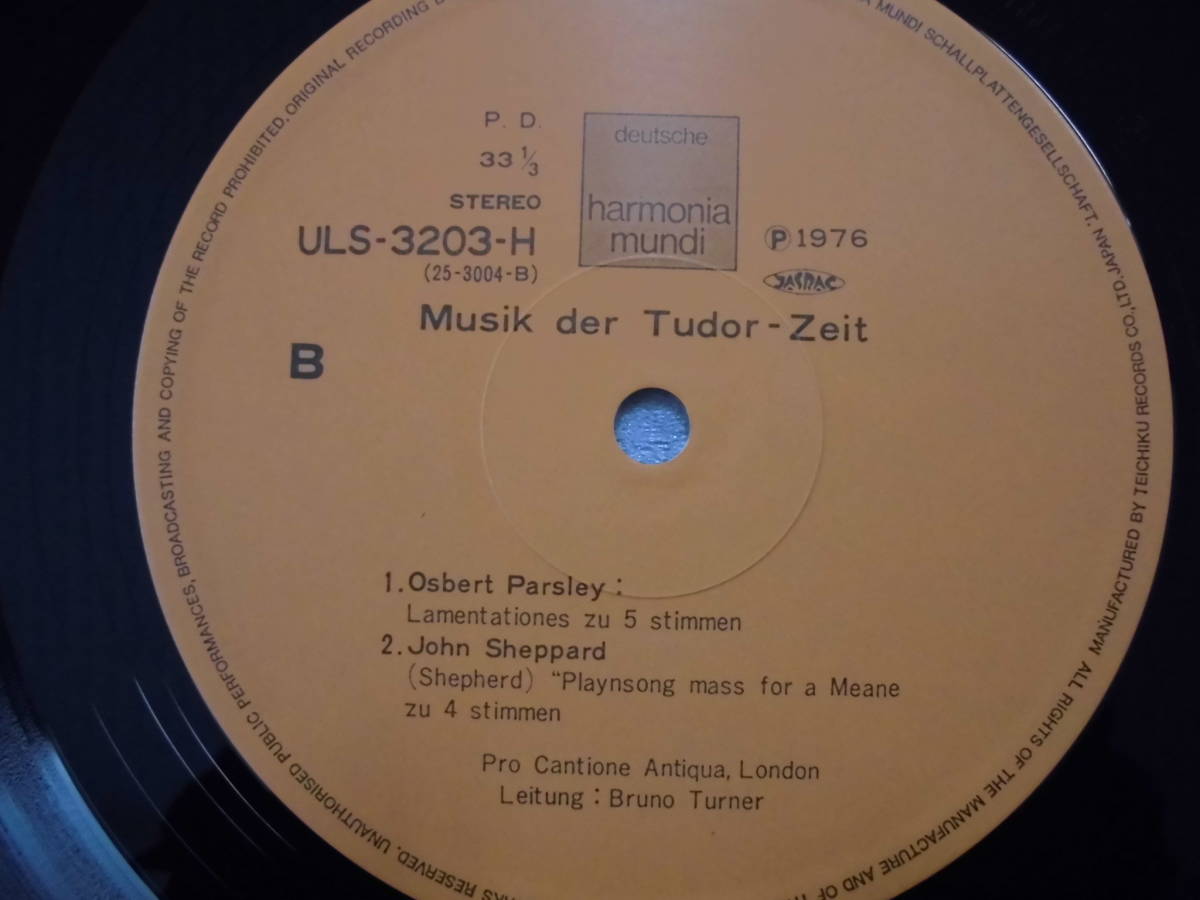 P. D.
33 1/3
STEREO
ULS-3203-H
(25-3004-B)
deutsche
harmonia
mundi
Ⓟ1976
JASRAC
Musik der Tudor-Zeit
B
1.Osbert Parsley:
Lamentationes zu 5 stimmen
2.John Sheppard
(Shepherd) “Playnsong mass for a Meane
zu 4 stimmen
Pro Cantione Antiqua, London
Leitung : Bruno Turner
MUNDI SCHALLPLATTENGESELLSCHAFT. JAPAN
MANUFACTURED BY TEICHIKU RECORDS CO., LTD. ALL RIGHTS OF THE MANUFACTURE AND OF
RESERVED. UNAUTHORISED PUBLIC PERFORMANCES, BROADCASTING AND COPYING OF THE RECORD PROHIBITED. ORIGINAL RECORDING